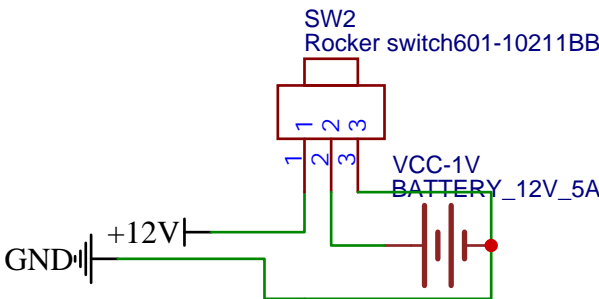 SW2
Rocker switch601-10211BB
1 2 3
1 2 3
VCC-1V
BATTERY_12V_5A
+12V
GND